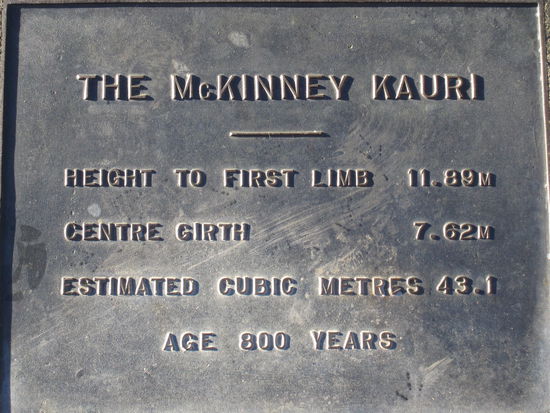 THE McKINNEY KAURI
HEIGHT TO FIRST LIMB 11.89M
CENTRE GIRTH 7.62M
ESTIMATED CUBIC METRES 43.1
AGE 800 YEARS